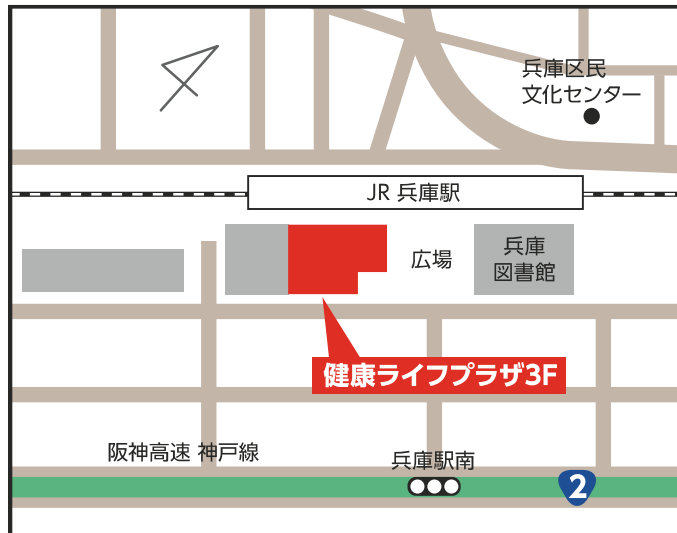 兵庫区民
文化センター
JR 兵庫駅
広場
兵庫
図書館
健康ライフプラザ3F
阪神高速 神戸線
兵庫駅南
2